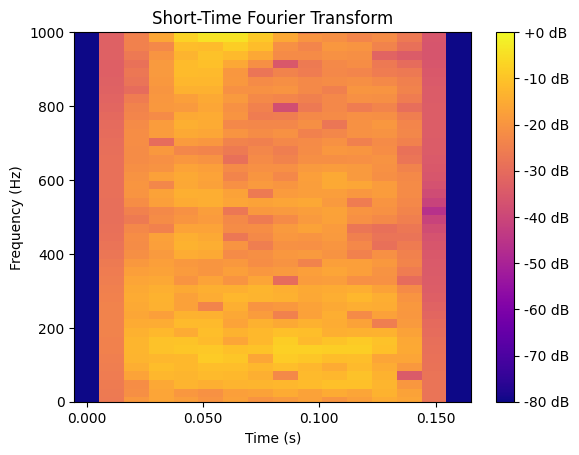 Short-Time Fourier Transform
1000
800
600
400
200
0
Frequency (Hz)
0.000
0.050
0.100
0.150
Time (s)
+0 dB
-10 dB
-20 dB
-30 dB
-40 dB
-50 dB
-60 dB
-70 dB
-80 dB